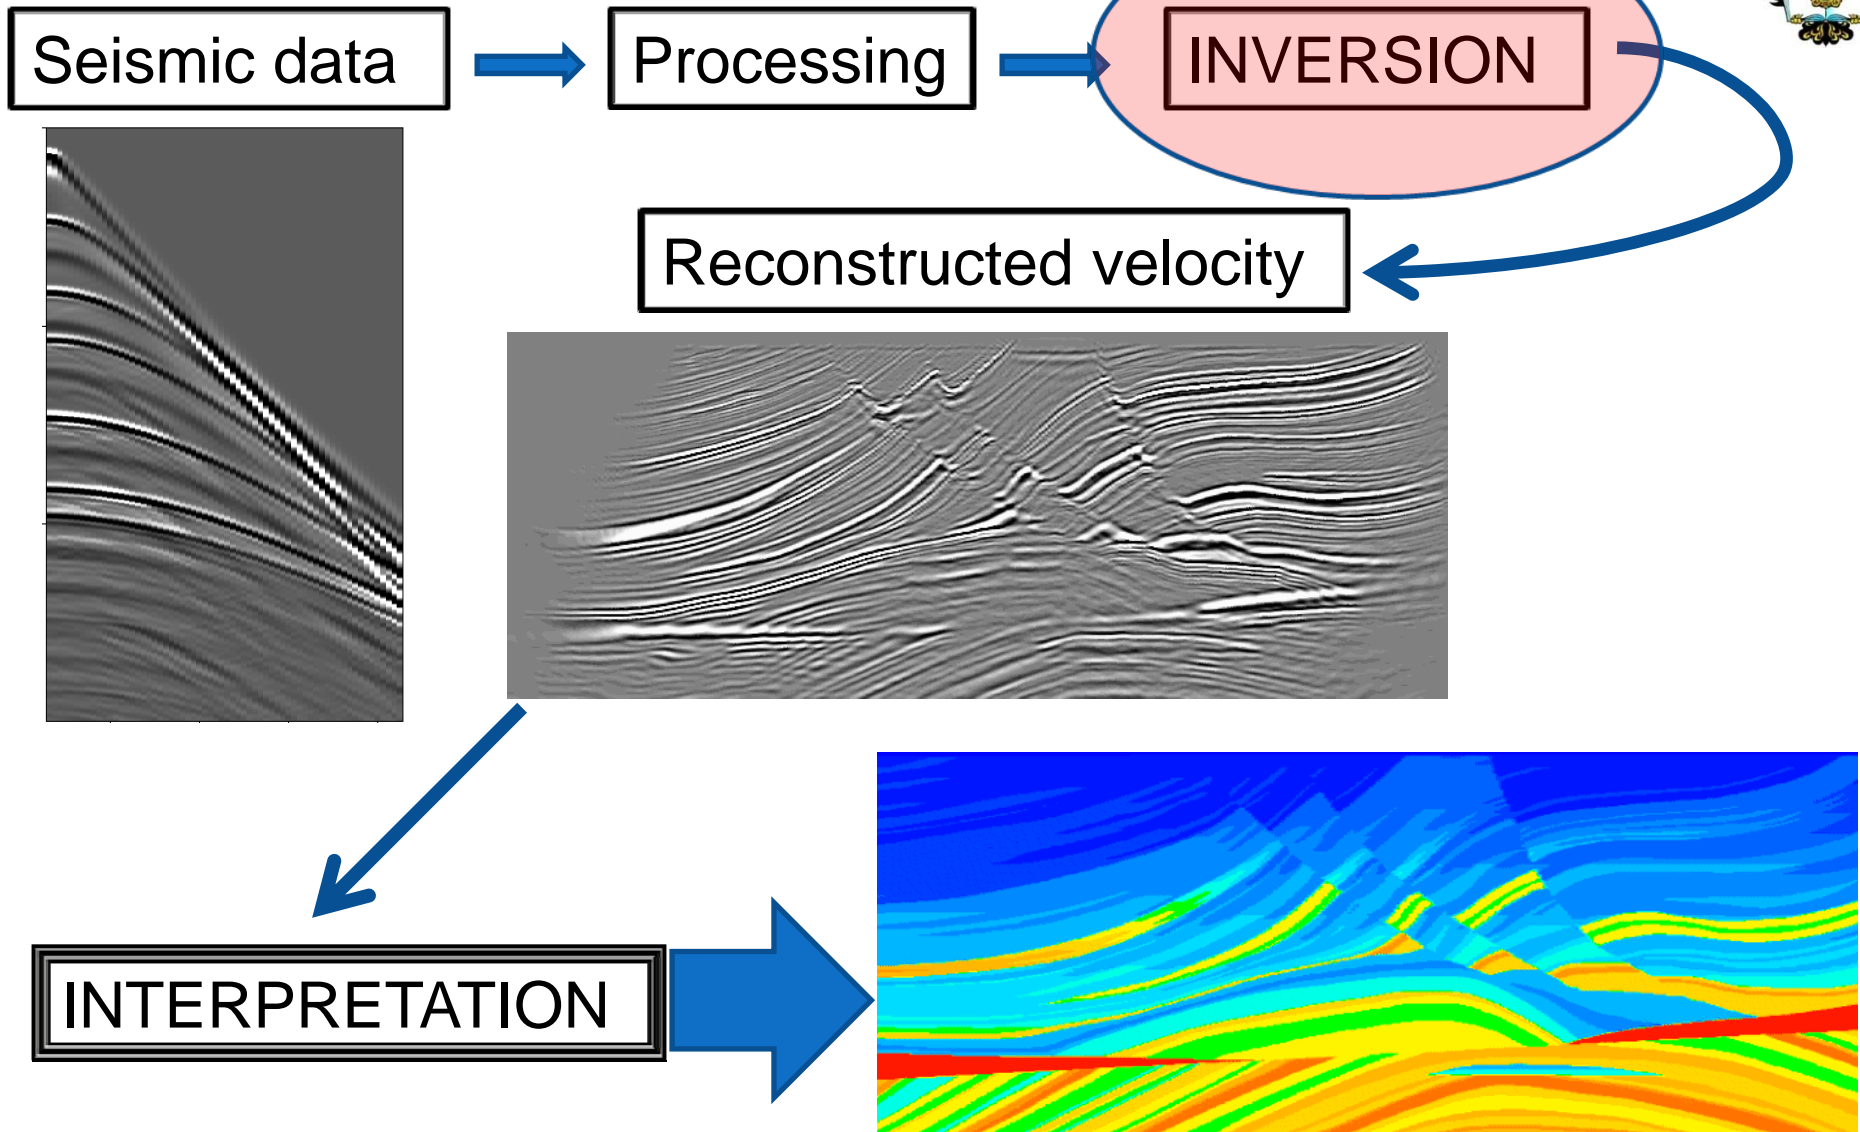 Seismic data
Processing
INVERSION
Reconstructed velocity
INTERPRETATION